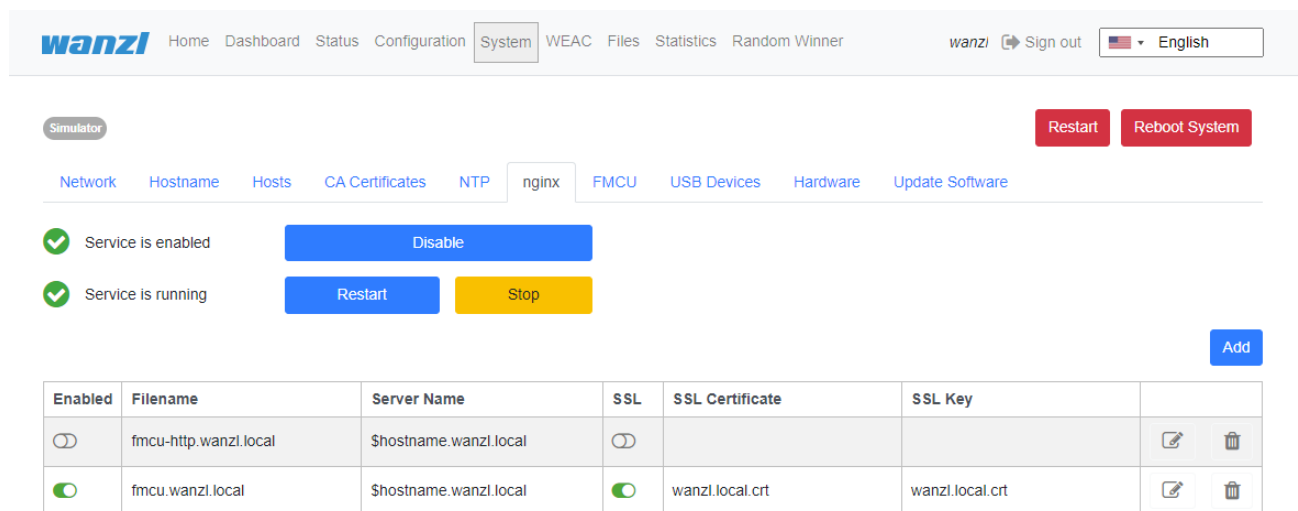 wanzl Home Dashboard Status Configuration System WEAC Files Statistics Random Winner wanzl Sign out English
Simulator Restart Reboot System
Network Hostname Hosts CA Certificates NTP nginx FMCU USB Devices Hardware Update Software
Service is enabled Disable
Service is running Restart Stop
Add
Enabled Filename Server Name SSL SSL Certificate SSL Key
fmcu-http.wanzl.local $hostname.wanzl.local
fmcu.wanzl.local $hostname.wanzl.local wanzl.local.crt wanzl.local.crt